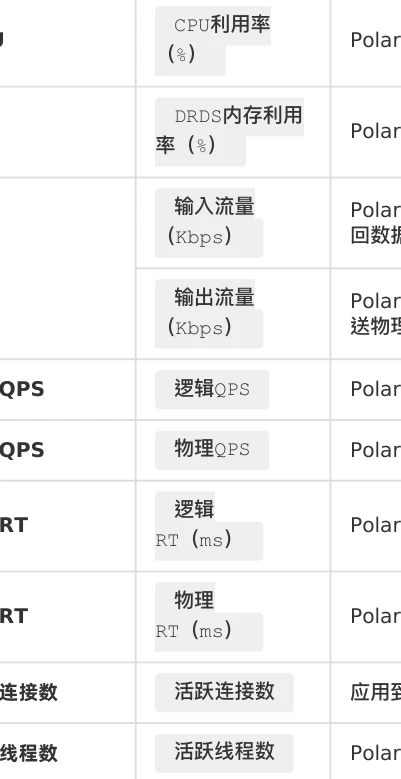 CPU利用率
(%)
Polar
DRDS内存利用
率 (%)
Polar
输入流量
(Kbps)
Polar
回数据
输出流量
(Kbps)
Polar
送物理
QPS
逻辑QPS
Polar
QPS
物理QPS
Polar
RT
逻辑
RT (ms)
Polar
RT
物理
RT (ms)
Polar
连接数
活跃连接数
应用到
线程数
活跃线程数
Polar